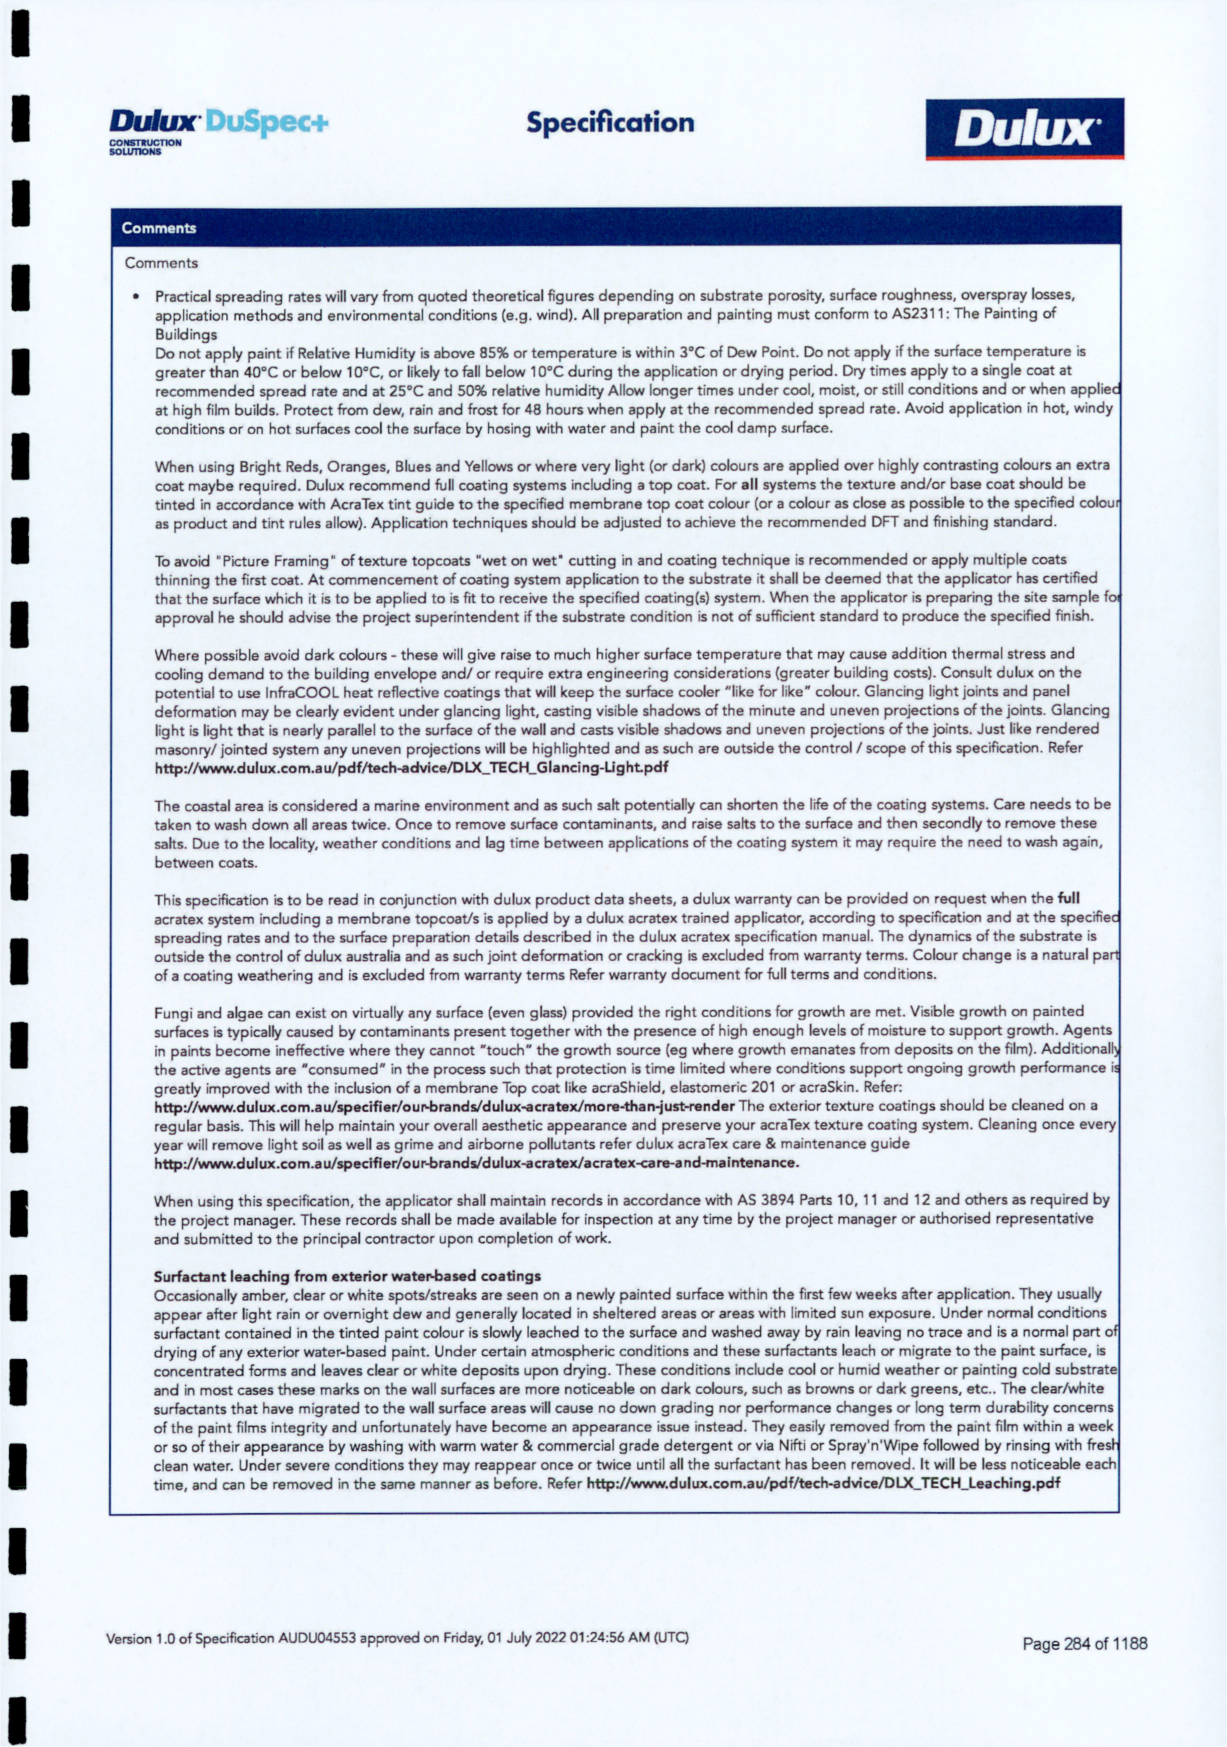 Dulux DuSpec+
CONSTRUCTION
SOLUTIONS
Specification
Dulux
Comments
Comments
• Practical spreading rates will vary from quoted theoretical figures depending on substrate porosity, surface roughness, overspray losses,
application methods and environmental conditions (e.g. wind). All preparation and painting must conform to AS2311: The Painting of
Buildings
Do not apply paint if Relative Humidity is above 85% or temperature is within 3°C of Dew Point. Do not apply if the surface temperature is
greater than 40°C or below 10°C, or likely to fall below 10°C during the application or drying period. Dry times apply to a single coat at
recommended spread rate and at 25°C and 50% relative humidity Allow longer times under cool, moist, or still conditions and or when applied
at high film builds. Protect from dew, rain and frost for 48 hours when apply at the recommended spread rate. Avoid application in hot, windy
conditions or on hot surfaces cool the surface by hosing with water and paint the cool damp surface.
When using Bright Reds, Oranges, Blues and Yellows or where very light (or dark) colours are applied over highly contrasting colours an extra
coat maybe required. Dulux recommend full coating systems including a top coat. For all systems the texture and/or base coat should be
tinted in accordance with AcraTex tint guide to the specified membrane top coat colour (or a colour as close as possible to the specified colour
as product and tint rules allow). Application techniques should be adjusted to achieve the recommended DFT and finishing standard.
To avoid "Picture Framing" of texture topcoats "wet on wet" cutting in and coating technique is recommended or apply multiple coats
thinning the first coat. At commencement of coating system application to the substrate it shall be deemed that the applicator has certified
that the surface which it is to be applied to is fit to receive the specified coating(s) system. When the applicator is preparing the site sample for
approval he should advise the project superintendent if the substrate condition is not of sufficient standard to produce the specified finish.
Where possible avoid dark colours - these will give raise to much higher surface temperature that may cause addition thermal stress and
cooling demand to the building envelope and/ or require extra engineering considerations (greater building costs). Consult dulux on the
potential to use InfraCOOL heat reflective coatings that will keep the surface cooler "like for like" colour. Glancing light joints and panel
deformation may be clearly evident under glancing light, casting visible shadows of the minute and uneven projections of the joints. Glancing
light is light that is nearly parallel to the surface of the wall and casts visible shadows and uneven projections of the joints. Just like rendered
masonry/ jointed system any uneven projections will be highlighted and as such are outside the control / scope of this specification. Refer
http://www.dulux.com.au/pdf/tech-advice/DLX_TECH_Glancing-Light.pdf
The coastal area is considered a marine environment and as such salt potentially can shorten the life of the coating systems. Care needs to be
taken to wash down all areas twice. Once to remove surface contaminants, and raise salts to the surface and then secondly to remove these
salts. Due to the locality, weather conditions and lag time between applications of the coating system it may require the need to wash again,
between coats.
This specification is to be read in conjunction with dulux product data sheets, a dulux warranty can be provided on request when the full
acratex system including a membrane topcoat/s is applied by a dulux acratex trained applicator, according to specification and at the specified
spreading rates and to the surface preparation details described in the dulux acratex specification manual. The dynamics of the substrate is
outside the control of dulux australia and as such joint deformation or cracking is excluded from warranty terms. Colour change is a natural part
of a coating weathering and is excluded from warranty terms Refer warranty document for full terms and conditions.
Fungi and algae can exist on virtually any surface (even glass) provided the right conditions for growth are met. Visible growth on painted
surfaces is typically caused by contaminants present together with the presence of high enough levels of moisture to support growth. Agents
in paints become ineffective where they cannot "touch" the growth source (eg where growth emanates from deposits on the film). Additionally
the active agents are "consumed" in the process such that protection is time limited where conditions support ongoing growth performance is
greatly improved with the inclusion of a membrane Top coat like acraShield, elastomeric 201 or acraSkin. Refer:
http://www.dulux.com.au/specifier/our-brands/dulux-acratex/more-than-just-render The exterior texture coatings should be cleaned on a
regular basis. This will help maintain your overall aesthetic appearance and preserve your acraTex texture coating system. Cleaning once every
year will remove light soil as well as grime and airborne pollutants refer dulux acraTex care & maintenance guide
http://www.dulux.com.au/specifier/our-brands/dulux-acratex/acratex-care-and-maintenance.
When using this specification, the applicator shall maintain records in accordance with AS 3894 Parts 10, 11 and 12 and others as required by
the project manager. These records shall be made available for inspection at any time by the project manager or authorised representative
and submitted to the principal contractor upon completion of work.
Surfactant leaching from exterior water-based coatings
Occasionally amber, clear or white spots/streaks are seen on a newly painted surface within the first few weeks after application. They usually
appear after light rain or overnight dew and generally located in sheltered areas or areas with limited sun exposure. Under normal conditions
surfactant contained in the tinted paint colour is slowly leached to the surface and washed away by rain leaving no trace and is a normal part of
drying of any exterior water-based paint. Under certain atmospheric conditions and these surfactants leach or migrate to the paint surface, is
concentrated forms and leaves clear or white deposits upon drying. These conditions include cool or humid weather or painting cold substrate
and in most cases these marks on the wall surfaces are more noticeable on dark colours, such as browns or dark greens, etc.. The clear/white
surfactants that have migrated to the wall surface areas will cause no down grading nor performance changes or long term durability concerns
of the paint films integrity and unfortunately have become an appearance issue instead. They easily removed from the paint film within a week
or so of their appearance by washing with warm water & commercial grade detergent or via Nifti or Spray'n'Wipe followed by rinsing with fresh
clean water. Under severe conditions they may reappear once or twice until all the surfactant has been removed. It will be less noticeable each
time, and can be removed in the same manner as before. Refer http://www.dulux.com.au/pdf/tech-advice/DLX_TECH_Leaching.pdf
Version 1.0 of Specification AUDU04553 approved on Friday, 01 July 2022 01:24:56 AM (UTC)
Page 284 of 1188